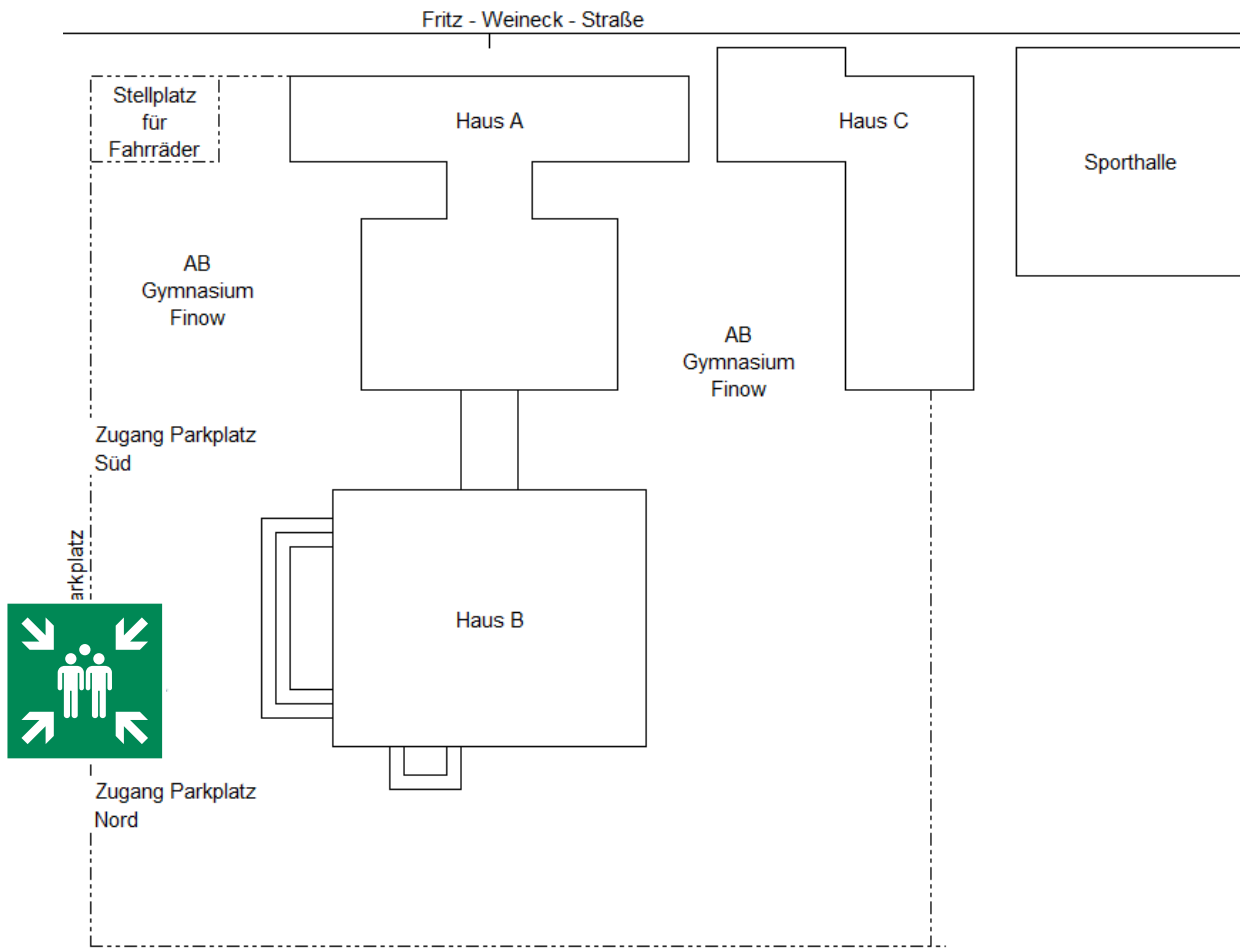 Fritz - Weineck - Straße
Stellplatz
für
Fahrräder
Haus A
Haus C
Sporthalle
AB
Gymnasium
Finow
AB
Gymnasium
Finow
Zugang Parkplatz
Süd
arkplatz
Haus B
Zugang Parkplatz
Nord